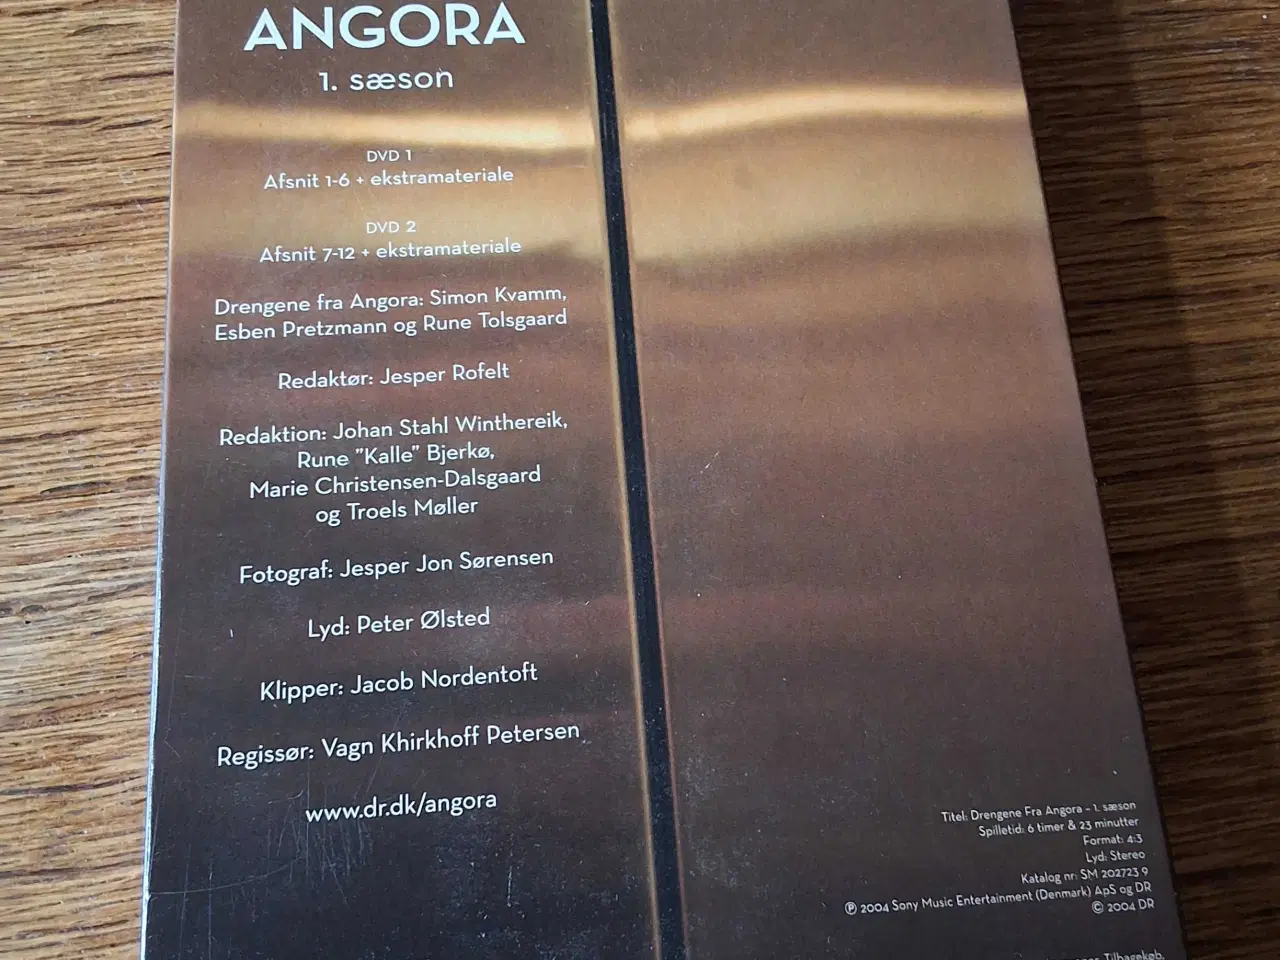 ANGORA
1. sæson
DVD 1
Afsnit 1-6 + ekstramateriale
DVD 2
Afsnit 7-12 + ekstramateriale
Drengene fra Angora: Simon Kvamm,
Esben Pretzmann og Rune Tolsgaard
Redaktør: Jesper Rofelt
Redaktion: Johan Stahl Winthereik,
Rune "Kalle" Bjerkø,
Marie Christensen-Dalsgaard
og Troels Møller
Fotograf: Jesper Jon Sørensen
Lyd: Peter Ølsted
Klipper: Jacob Nordentoft
Regissør: Vagn Khirkhoff Petersen
www.dr.dk/angora
Titel: Drengene Fra Angora - 1. sæson
Spilletid: 6 timer & 23 minutter
Format: 4:3
Lyd: Stereo
Katalog nr: SM 202723 9
℗ 2004 Sony Music Entertainment (Denmark) ApS og DR
© 2004 DR
Tilbagekøb,